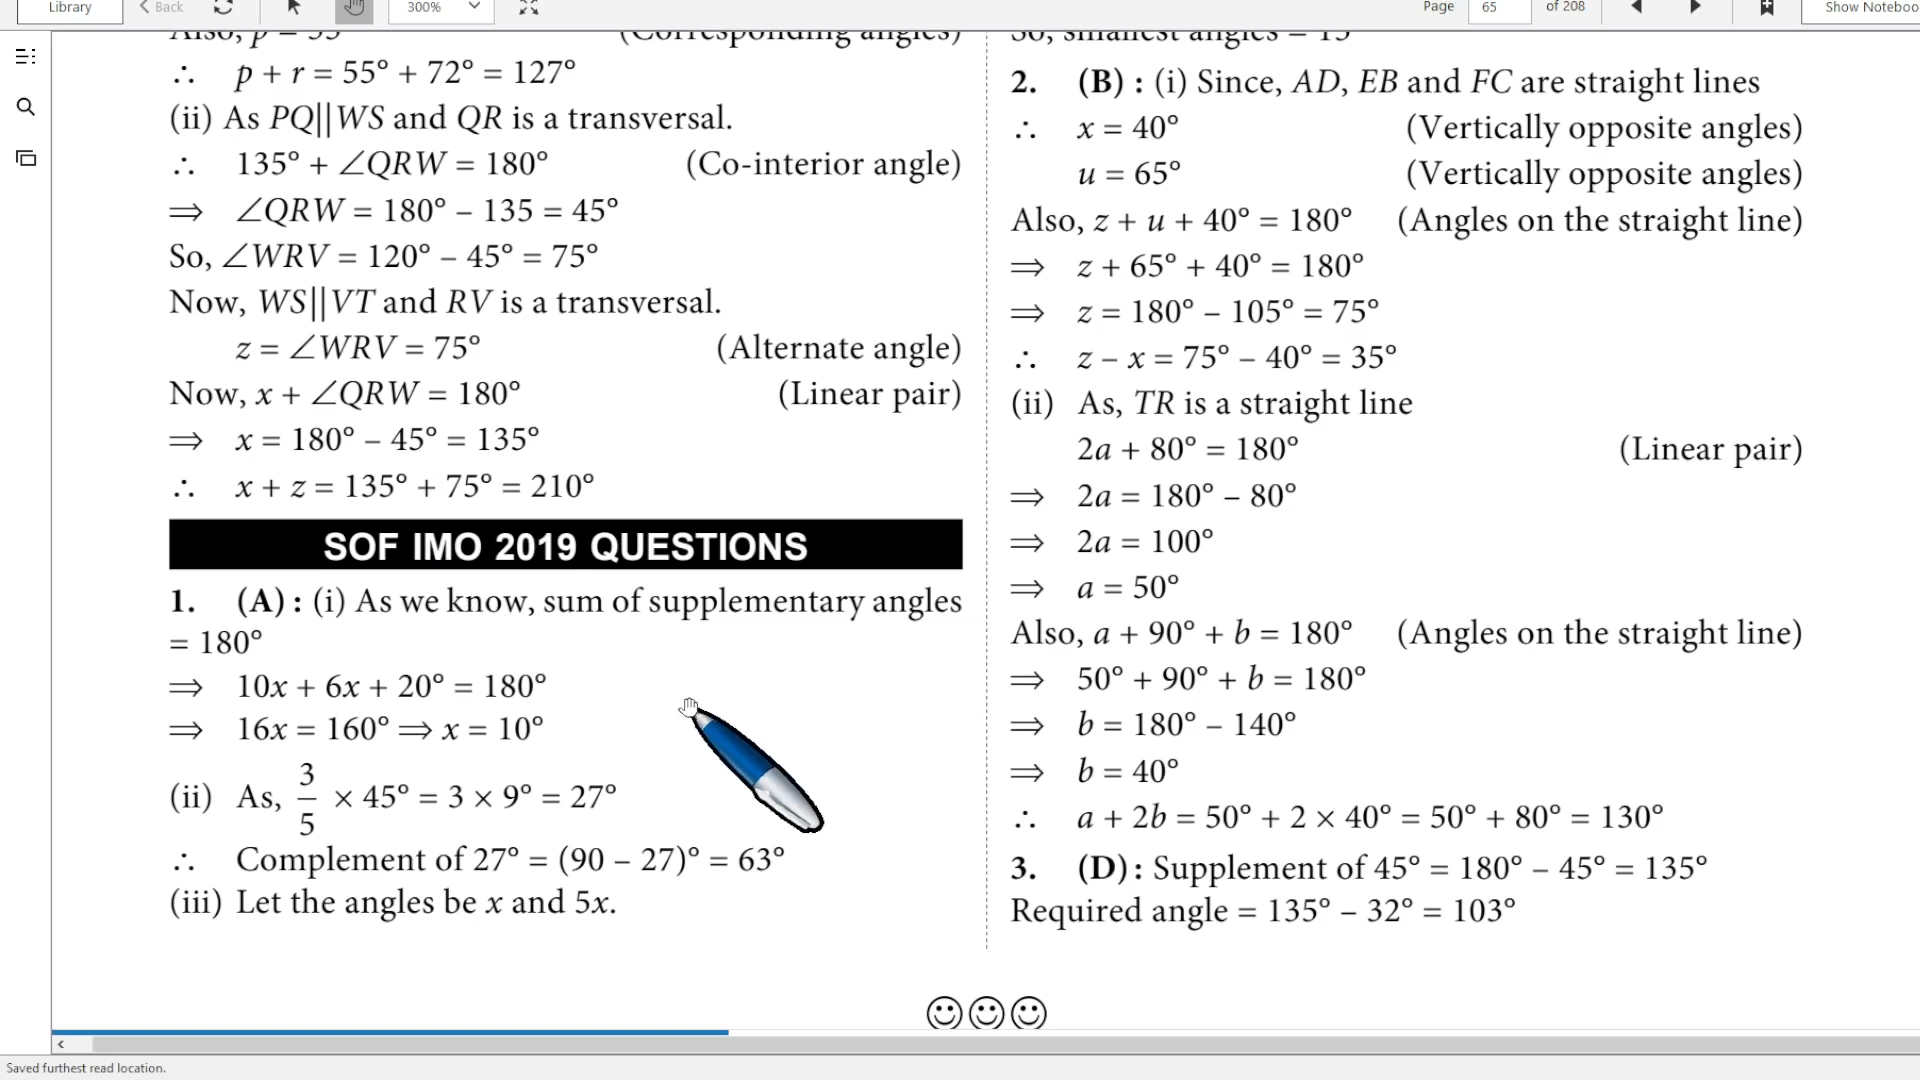 Library
Back
300%
Page 65 of 208
Show Noteboo
Also, p = 55° (Corresponding angles)
∴ p + r = 55° + 72° = 127°
(ii) As PQ||WS and QR is a transversal.
∴ 135° + ∠QRW = 180° (Co-interior angle)
⇒ ∠QRW = 180° – 135 = 45°
So, ∠WRV = 120° – 45° = 75°
Now, WS||VT and RV is a transversal.
z = ∠WRV = 75° (Alternate angle)
Now, x + ∠QRW = 180° (Linear pair)
⇒ x = 180° – 45° = 135°
∴ x + z = 135° + 75° = 210°
SOF IMO 2019 QUESTIONS
1. (A) : (i) As we know, sum of supplementary angles
= 180°
⇒ 10x + 6x + 20° = 180°
⇒ 16x = 160° ⇒ x = 10°
(ii) As, 3/5 × 45° = 3 × 9° = 27°
∴ Complement of 27° = (90 – 27)° = 63°
(iii) Let the angles be x and 5x.
So, smallest angles = 15
2. (B) : (i) Since, AD, EB and FC are straight lines
∴ x = 40° (Vertically opposite angles)
u = 65° (Vertically opposite angles)
Also, z + u + 40° = 180° (Angles on the straight line)
⇒ z + 65° + 40° = 180°
⇒ z = 180° – 105° = 75°
∴ z – x = 75° – 40° = 35°
(ii) As, TR is a straight line
2a + 80° = 180° (Linear pair)
⇒ 2a = 180° – 80°
⇒ 2a = 100°
⇒ a = 50°
Also, a + 90° + b = 180° (Angles on the straight line)
⇒ 50° + 90° + b = 180°
⇒ b = 180° – 140°
⇒ b = 40°
∴ a + 2b = 50° + 2 × 40° = 50° + 80° = 130°
3. (D) : Supplement of 45° = 180° – 45° = 135°
Required angle = 135° – 32° = 103°
Saved furthest read location.